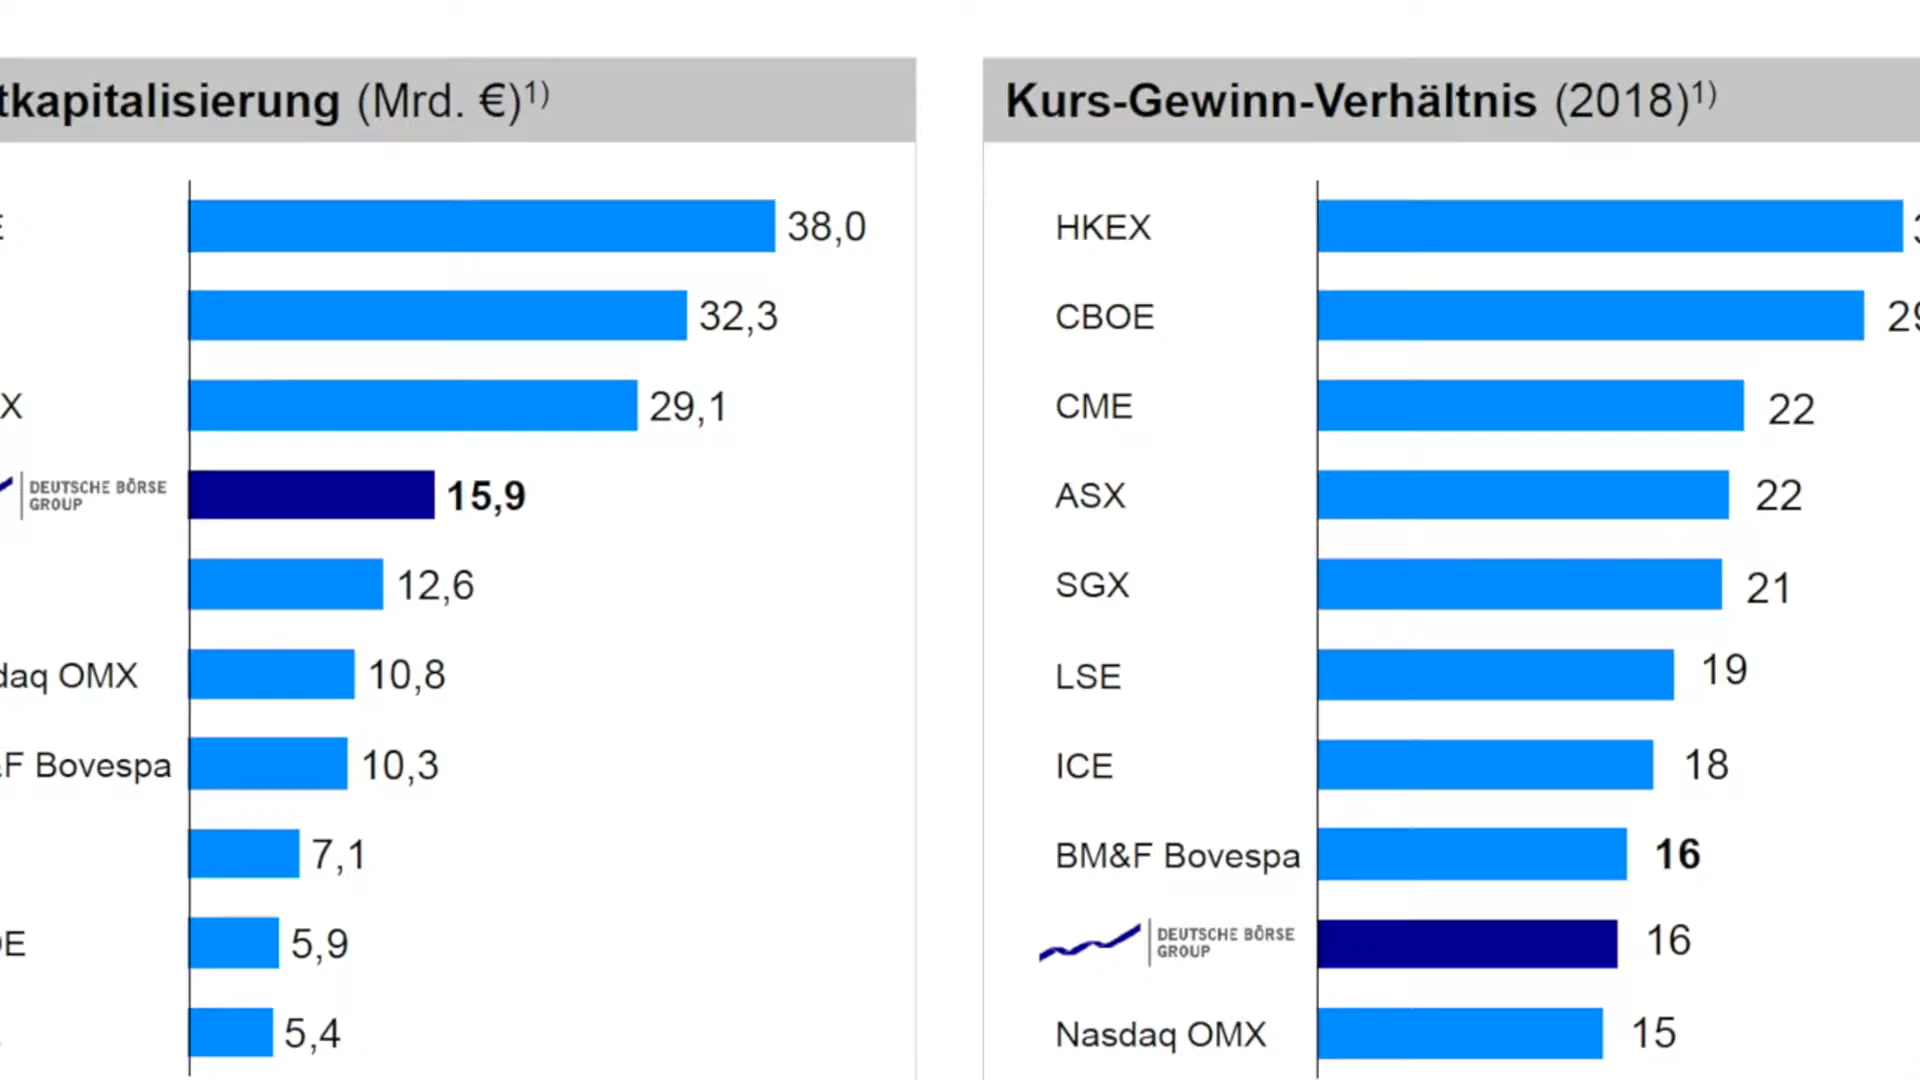 tkapitalisierung (Mrd. €)1)
38,0
32,3
X 29,1
DEUTSCHE BÖRSE
GROUP
15,9
12,6
daq OMX 10,8
F Bovespa 10,3
7,1
E 5,9
5,4
Kurs-Gewinn-Verhältnis (2018)1)
HKEX
CBOE 29
CME 22
ASX 22
SGX 21
LSE 19
ICE 18
BM&F Bovespa 16
DEUTSCHE BÖRSE
GROUP
16
Nasdaq OMX 15